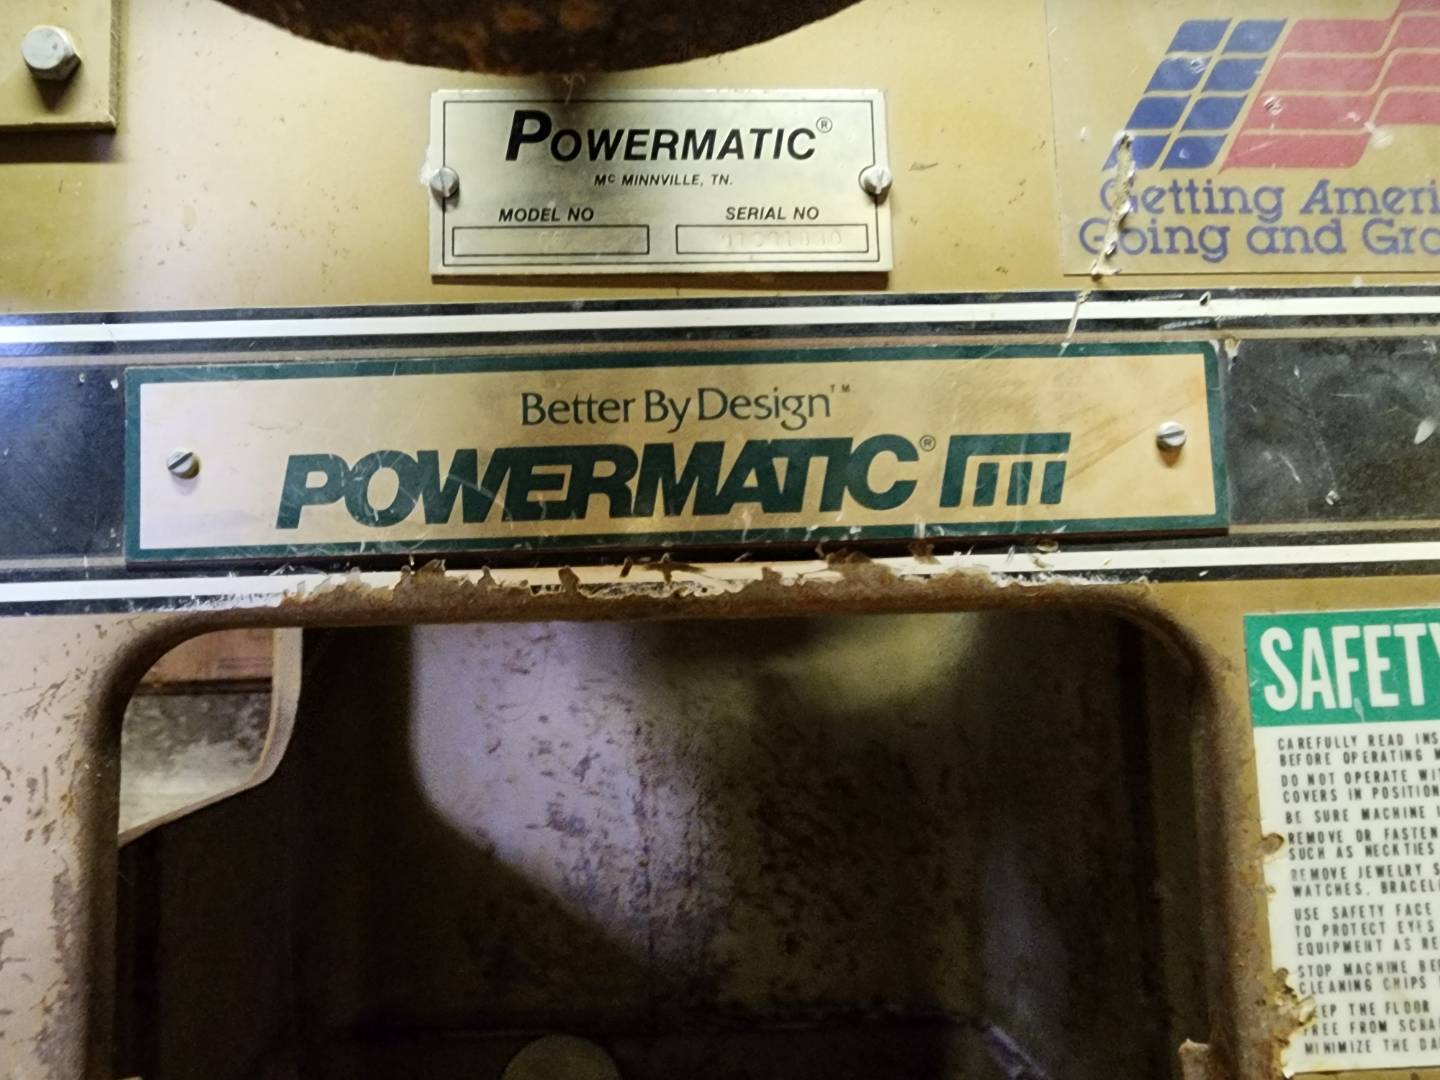 POWERMATIC®
Mc MINNVILLE, TN.
MODEL NO SERIAL NO
Getting Ameri
Going and Gro
Better By Design™
POWERMATIC®
SAFETY
CAREFULLY READ INS
BEFORE OPERATING M
DO NOT OPERATE WIT
COVERS IN POSITION
BE SURE MACHINE I
REMOVE OR FASTEN
SUCH AS NECKTIES
REMOVE JEWELRY S
WATCHES, BRACEL
USE SAFETY FACE
TO PROTECT EYES
EQUIPMENT AS RE
STOP MACHINE BE
CLEANING CHIPS
EEP THE FLOOR
FREE FROM SCRA
MINIMIZE THE DA